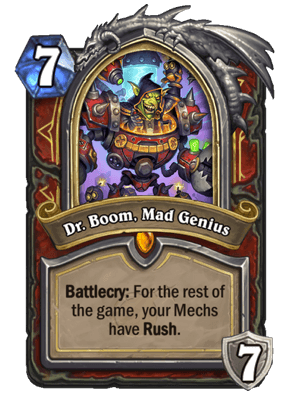 7
Dr. Boom, Mad Genius
Battlecry: For the rest of
the game, your Mechs
have Rush.
7